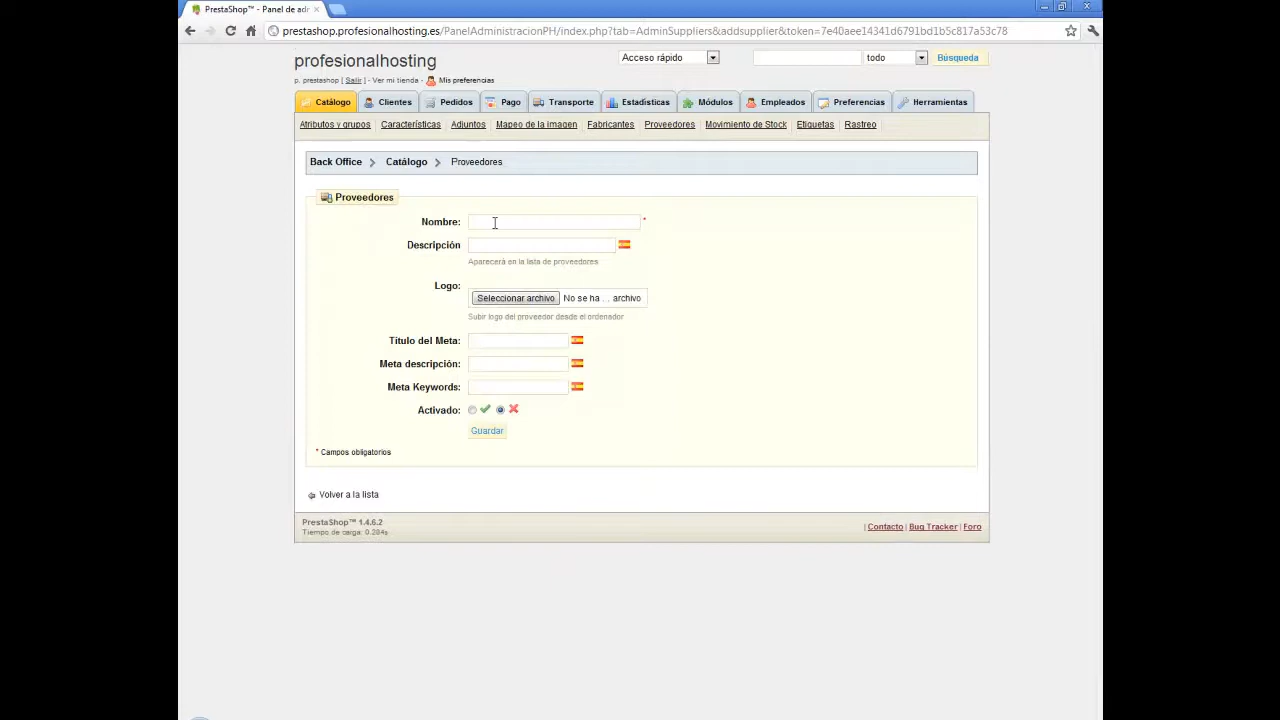 PrestaShop™ - Panel de adr
prestashop.profesionalhosting.es/PanelAdministracionPH/index.php?tab=AdminSuppliers&addsupplier&token=7e40aee14341d6791bd1b5c817a53c78
profesionalhosting
Acceso rápido
todo
Búsqueda
p. prestashop [ Salir ] - Ver mi tienda - Mis preferencias
Catálogo
Clientes
Pedidos
Pago
Transporte
Estadísticas
Módulos
Empleados
Preferencias
Herramientas
Atributos y grupos
Características
Adjuntos
Mapeo de la imagen
Fabricantes
Proveedores
Movimiento de Stock
Etiquetas
Rastreo
Back Office
Catálogo
Proveedores
Proveedores
Nombre: *
Descripción
Aparecerá en la lista de proveedores
Logo:
Seleccionar archivo No se ha ... archivo
Subir logo del proveedor desde el ordenador
Título del Meta:
Meta descripción:
Meta Keywords:
Activado:
Guardar
* Campos obligatorios
Volver a la lista
PrestaShop™ 1.4.6.2
Tiempo de carga: 0.284s
| Contacto | Bug Tracker | Foro